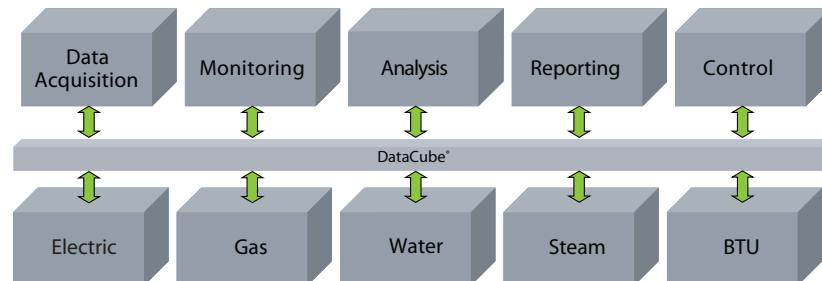 Data
Acquisition
Monitoring
Analysis
Reporting
Control
DataCube®
Electric
Gas
Water
Steam
BTU